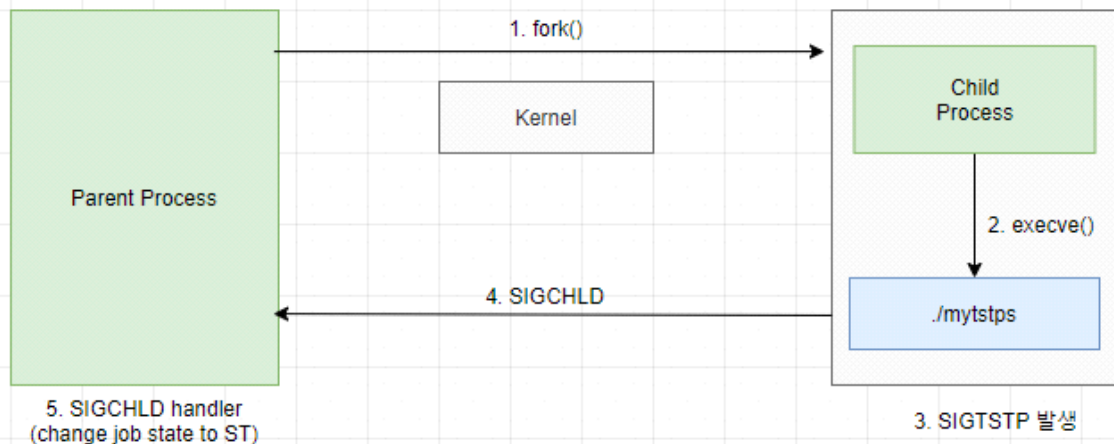 1. fork()
Kernel
Child
Process
Parent Process
2. execve()
4. SIGCHLD
./mytstps
5. SIGCHLD handler
(change job state to ST)
3. SIGTSTP 발생